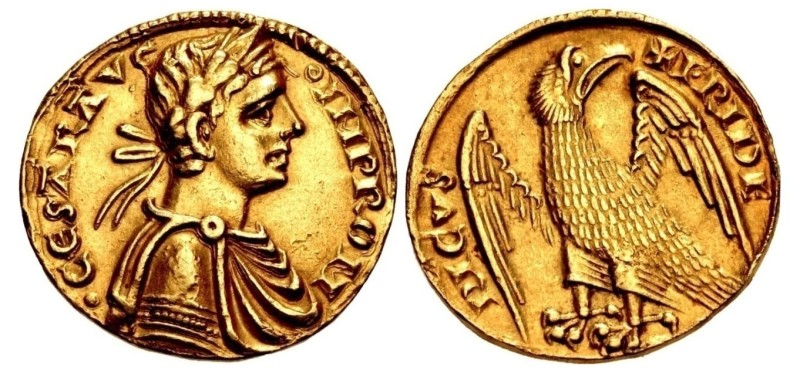 ·CESAR AVG
·IMP ROM
✠FRIDE
RICVS